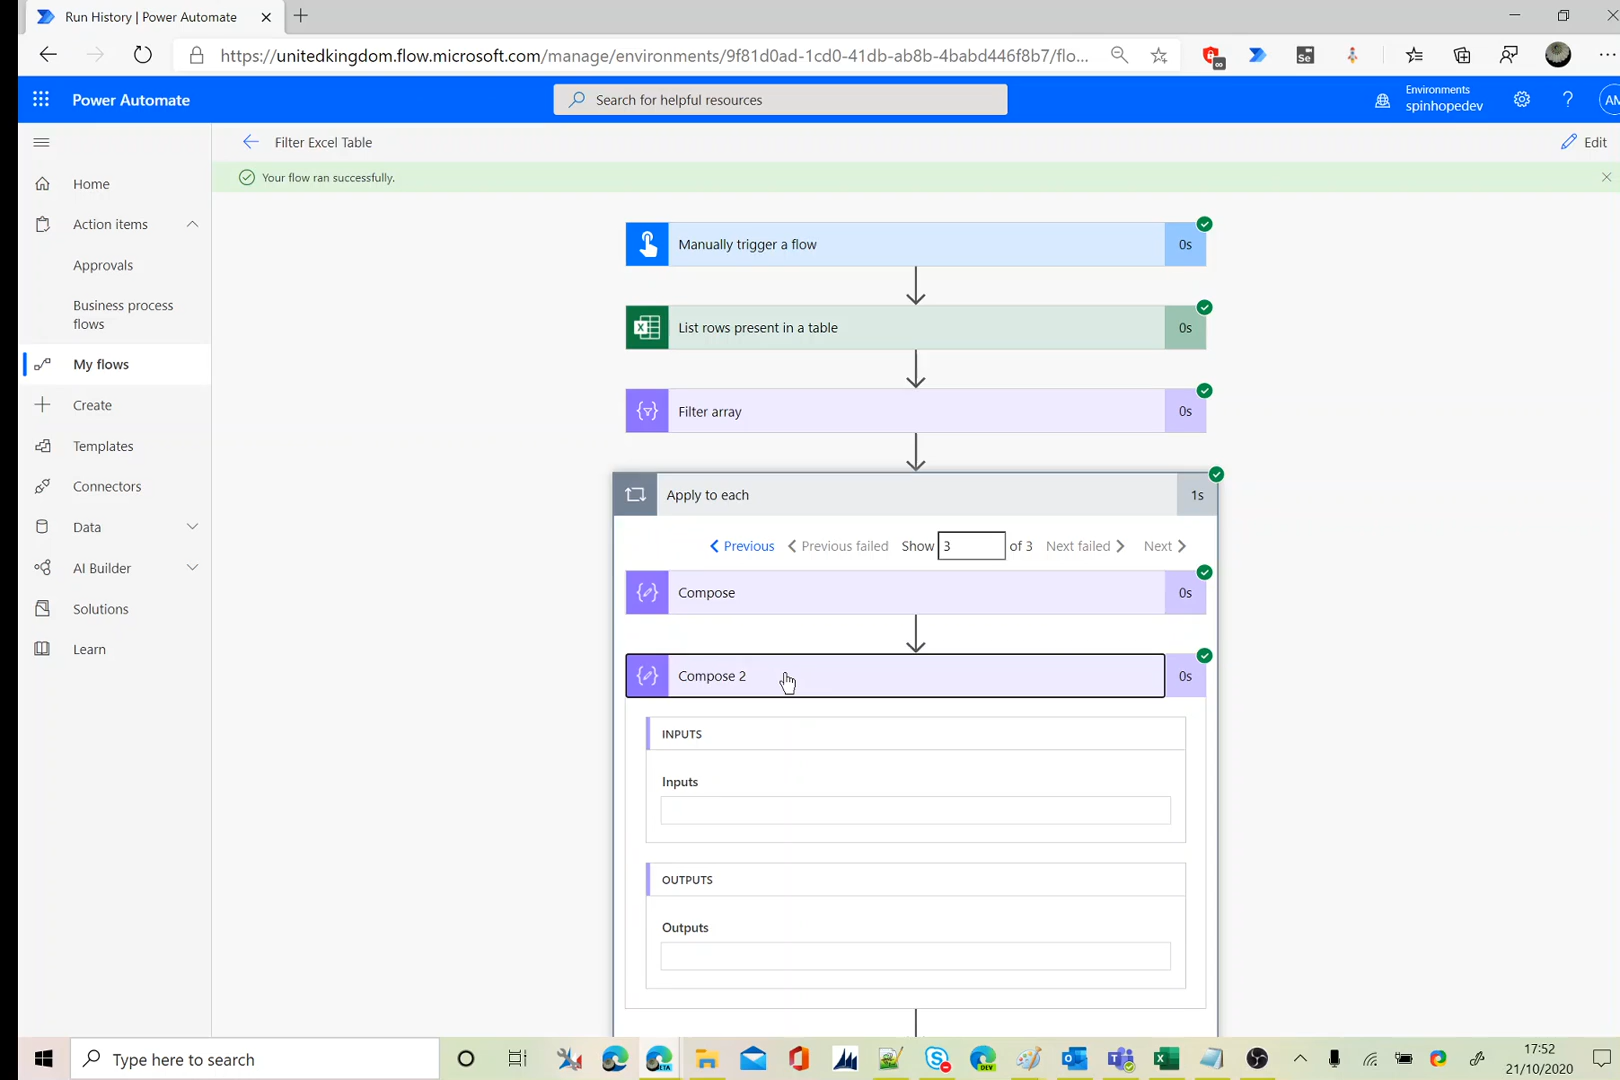 Run History | Power Automate
https://unitedkingdom.flow.microsoft.com/manage/environments/9f81d0ad-1cd0-41db-ab8b-4babd446f8b7/flo...
Power Automate
Search for helpful resources
Environments
spinhopedev
?
AM
Filter Excel Table
Edit
Your flow ran successfully.
Home
Action items
Approvals
Business process
flows
My flows
Create
Templates
Connectors
Data
AI Builder
Solutions
Learn
Manually trigger a flow
0s
List rows present in a table
0s
Filter array
0s
Apply to each
1s
Previous
Previous failed
Show
3
of 3
Next failed
Next
Compose
0s
Compose 2
0s
INPUTS
Inputs
OUTPUTS
Outputs
Type here to search
BETA
DEV
17:52
21/10/2020